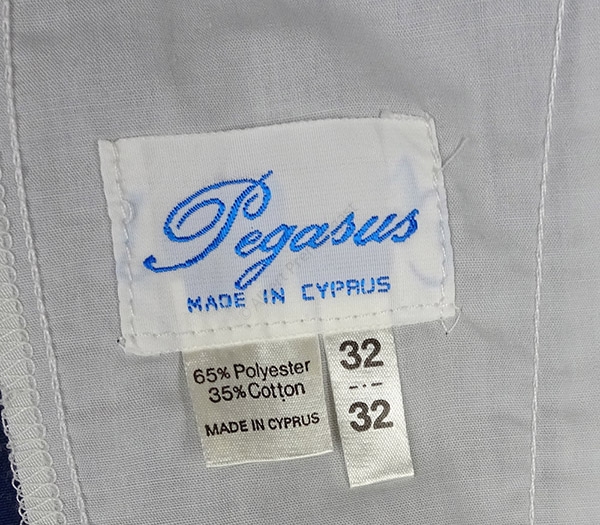 Pegasus
MADE IN CYPRUS
65% Polyester
35% Cotton
MADE IN CYPRUS
32
- · -
32